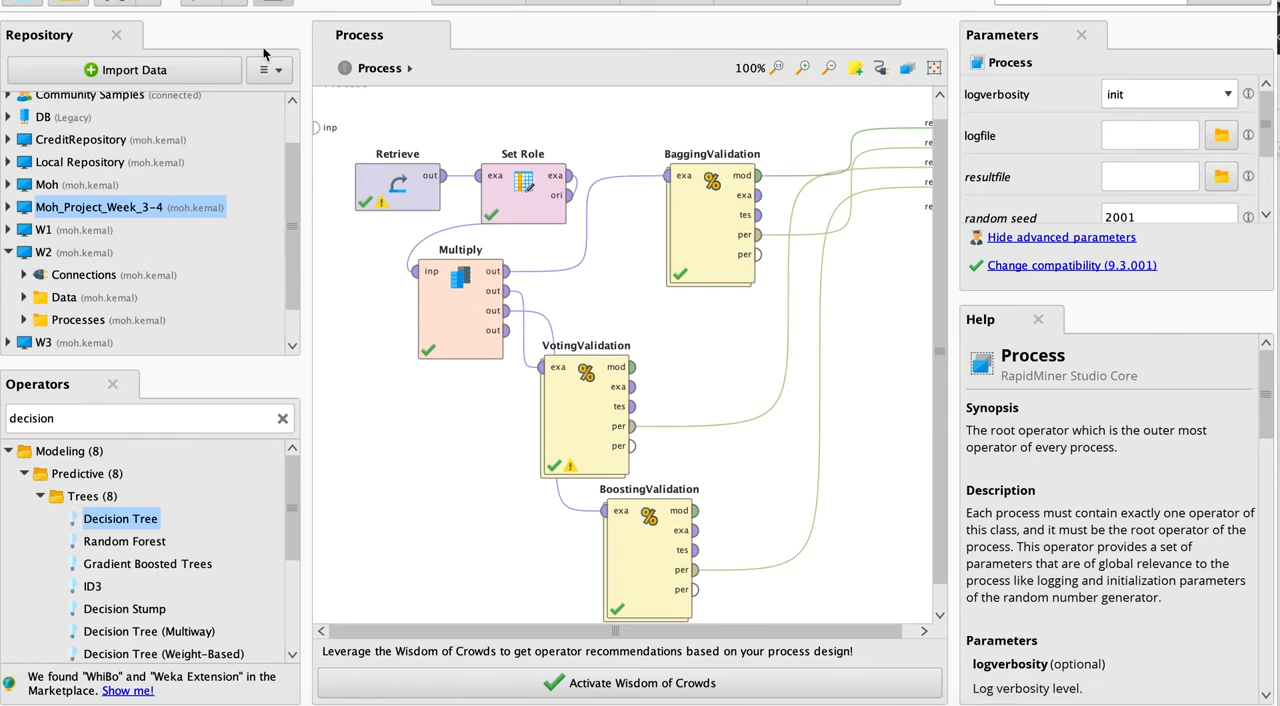 Repository
Import Data
Community Samples (connected)
DB (Legacy)
CreditRepository (moh.kemal)
Local Repository (moh.kemal)
Moh (moh.kemal)
Moh_Project_Week_3-4 (moh.kemal)
W1 (moh.kemal)
W2 (moh.kemal)
Connections (moh.kemal)
Data (moh.kemal)
Processes (moh.kemal)
W3 (moh.kemal)
Operators
decision
Modeling (8)
Predictive (8)
Trees (8)
Decision Tree
Random Forest
Gradient Boosted Trees
ID3
Decision Stump
Decision Tree (Multiway)
Decision Tree (Weight-Based)
We found "WhiBo" and "Weka Extension" in the
Marketplace. Show me!
Process
Process
100%
inp
Retrieve
out
Set Role
exa exa
ori
Multiply
inp out
out
out
out
BaggingValidation
exa mod
exa
tes
per
per
VotingValidation
exa mod
exa
tes
per
per
BoostingValidation
exa mod
exa
tes
per
per
re
re
re
re
re
Leverage the Wisdom of Crowds to get operator recommendations based on your process design!
Activate Wisdom of Crowds
Parameters
Process
logverbosity init
logfile
resultfile
random seed 2001
Hide advanced parameters
Change compatibility (9.3.001)
Help
Process
RapidMiner Studio Core
Synopsis
The root operator which is the outer most
operator of every process.
Description
Each process must contain exactly one operator of
this class, and it must be the root operator of the
process. This operator provides a set of
parameters that are of global relevance to the
process like logging and initialization parameters
of the random number generator.
Parameters
logverbosity (optional)
Log verbosity level.